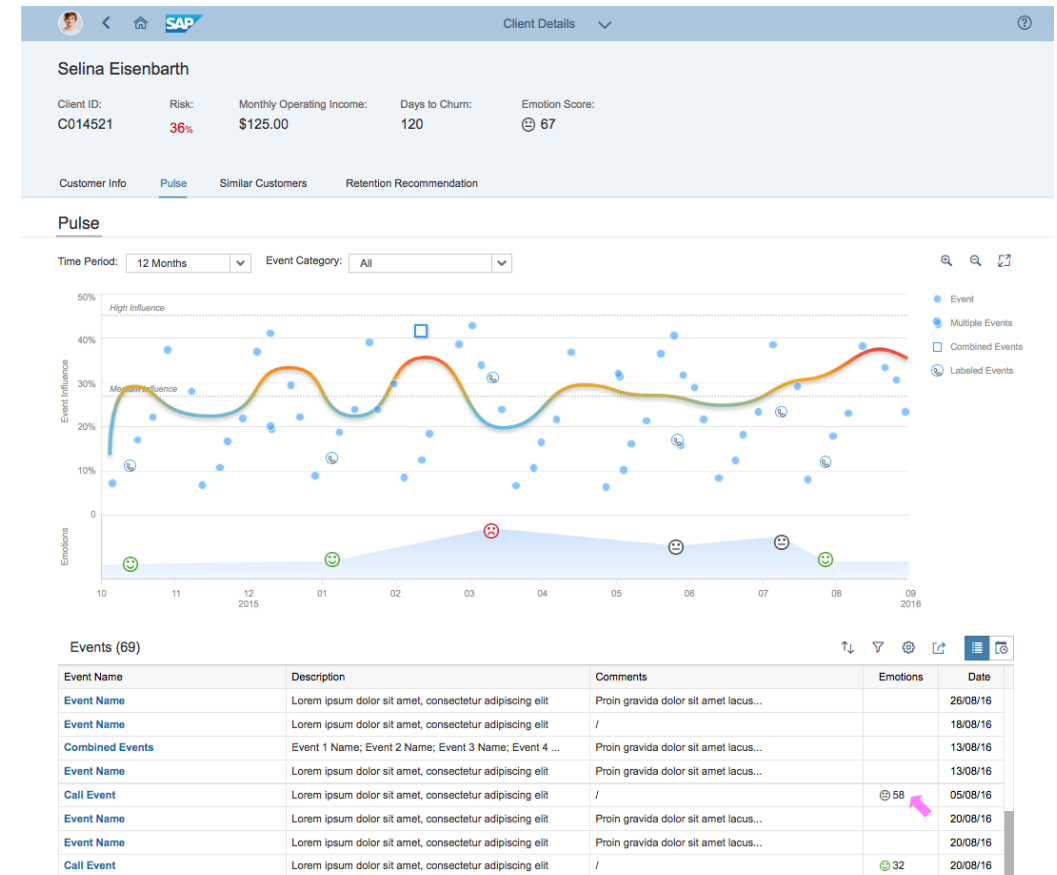 SAP Client Details
Selina Eisenbarth
Client ID: Risk: Monthly Operating Income: Days to Churn: Emotion Score:
C014521 36% $125.00 120 67
Customer Info Pulse Similar Customers Retention Recommendation
Pulse
Time Period: 12 Months Event Category: All
50%
High Influence
40%
30%
Medium Influence
20%
10%
0
Event Influence
Emotions
Event
Multiple Events
Combined Events
Labeled Events
10 11 12 01 02 03 04 05 06 07 08 09
2015 2016
Events (69)
Event Name Description Comments Emotions Date
Event Name Lorem ipsum dolor sit amet, consectetur adipiscing elit Proin gravida dolor sit amet lacus... 26/08/16
Event Name Lorem ipsum dolor sit amet, consectetur adipiscing elit / 18/08/16
Combined Events Event 1 Name; Event 2 Name; Event 3 Name; Event 4 ... Proin gravida dolor sit amet lacus... 13/08/16
Event Name Lorem ipsum dolor sit amet, consectetur adipiscing elit Proin gravida dolor sit amet lacus... 13/08/16
Call Event Lorem ipsum dolor sit amet, consectetur adipiscing elit / 58 05/08/16
Event Name Lorem ipsum dolor sit amet, consectetur adipiscing elit Proin gravida dolor sit amet lacus... 20/08/16
Event Name Lorem ipsum dolor sit amet, consectetur adipiscing elit Proin gravida dolor sit amet lacus... 20/08/16
Call Event Lorem ipsum dolor sit amet, consectetur adipiscing elit / 32 20/08/16